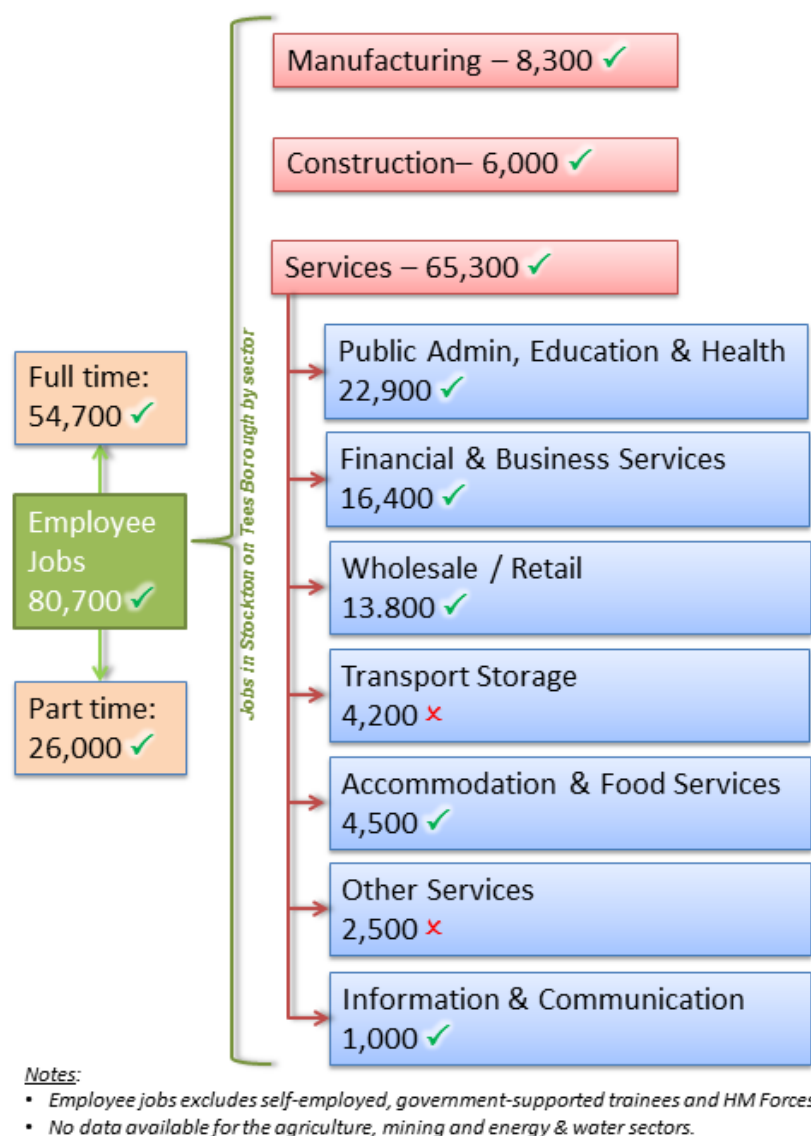 Manufacturing – 8,300 ✓
Construction– 6,000 ✓
Services – 65,300 ✓
Jobs in Stockton on Tees Borough by sector
Full time:
54,700 ✓
Employee
Jobs
80,700 ✓
Part time:
26,000 ✓
Public Admin, Education & Health
22,900 ✓
Financial & Business Services
16,400 ✓
Wholesale / Retail
13.800 ✓
Transport Storage
4,200 ×
Accommodation & Food Services
4,500 ✓
Other Services
2,500 ×
Information & Communication
1,000 ✓
Notes:
• Employee jobs excludes self-employed, government-supported trainees and HM Forces
• No data available for the agriculture, mining and energy & water sectors.